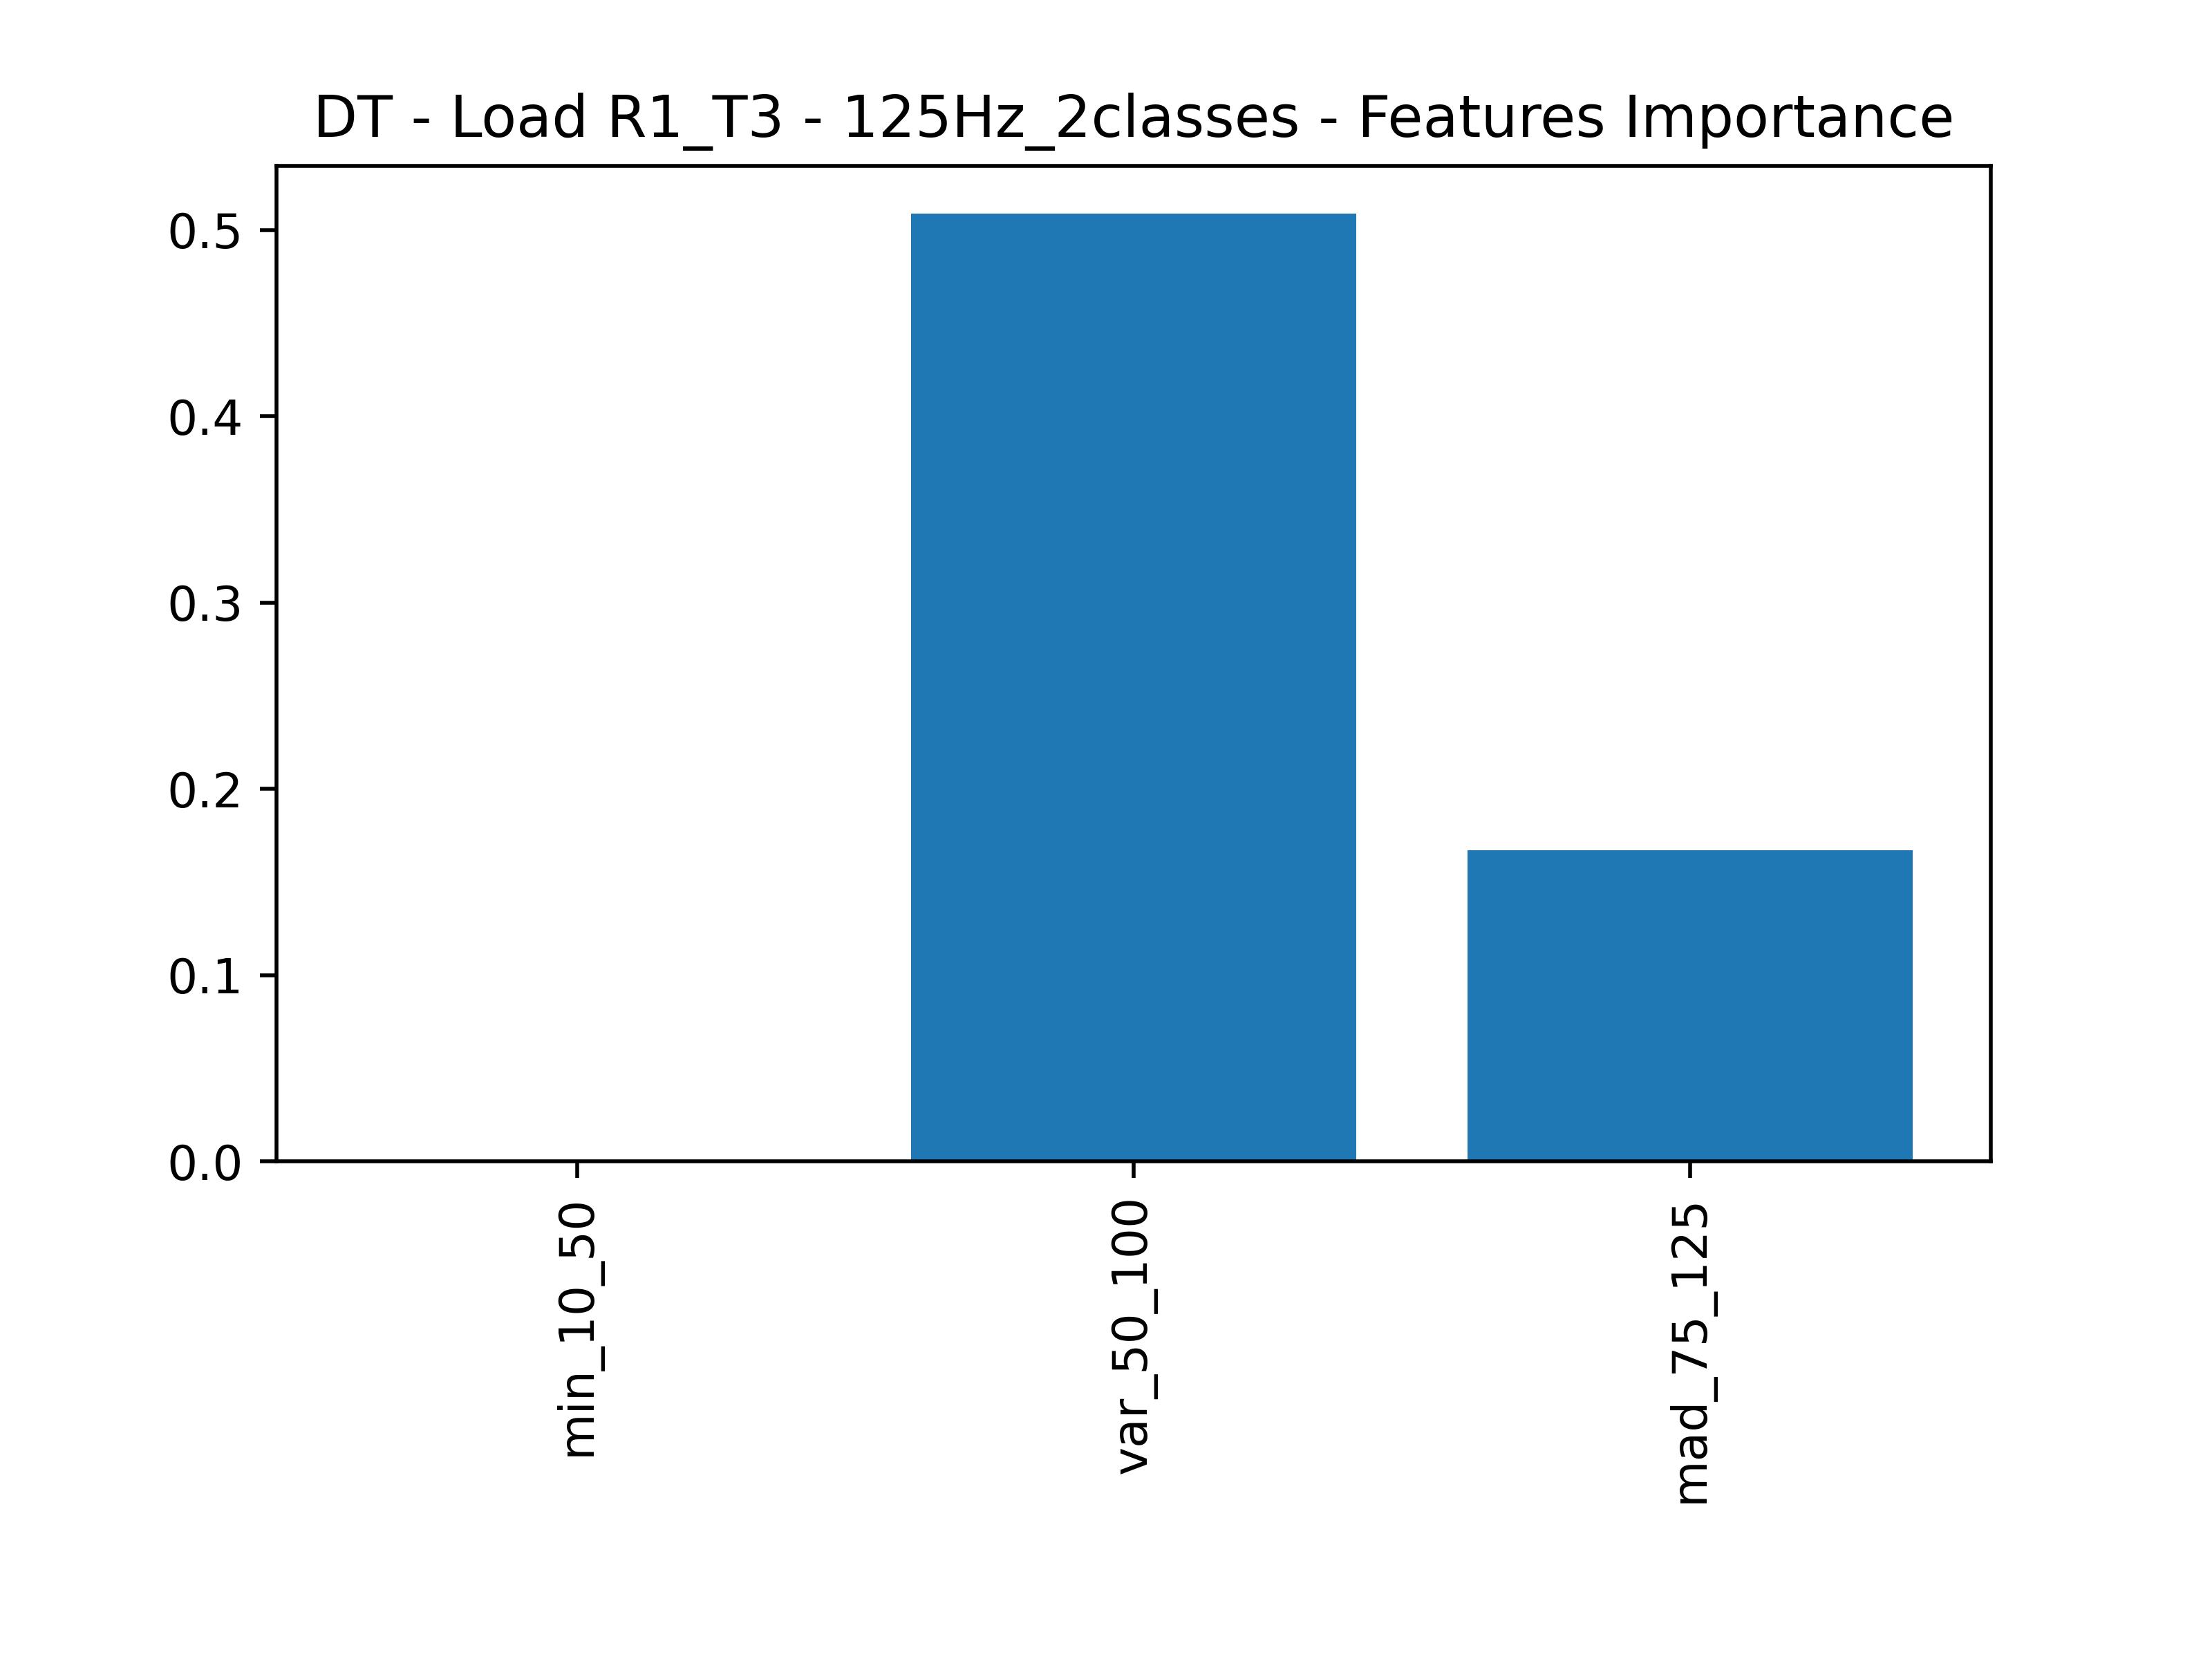 DT - Load R1_T3 - 125Hz_2classes - Features Importance
0.5
0.4
0.3
0.2
0.1
0.0
min_10_50
var_50_100
mad_75_125